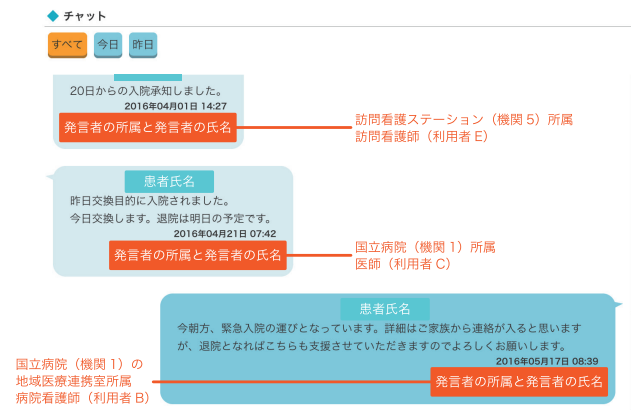 チャット
すべて 今日 昨日
20日からの入院承知しました。
2016年04月01日 14:27
発言者の所属と発言者の氏名
訪問看護ステーション（機関5）所属
訪問看護師（利用者E）
患者氏名
昨日交換目的に入院されました。
今日交換します。退院は明日の予定です。
2016年04月21日 07:42
発言者の所属と発言者の氏名
国立病院（機関1）所属
医師（利用者C）
患者氏名
今朝方、緊急入院の運びとなっています。詳細はご家族から連絡が入ると思います
が、退院となればこちらも支援させていただきますのでよろしくお願いします。
2016年05月17日 08:39
発言者の所属と発言者の氏名
国立病院（機関1）の
地域医療連携室所属
病院看護師（利用者B）